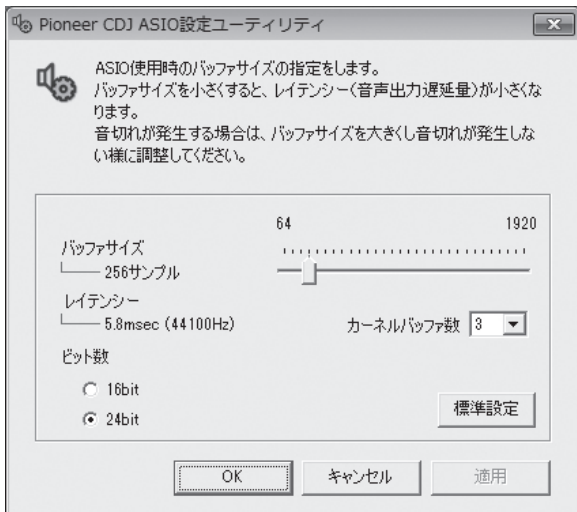 Pioneer CDJ ASIO設定ユーティリティ
ASIO使用時のバッファサイズの指定をします。
バッファサイズを小さくすると、レイテンシー(音声出力遅延量)が小さくな
ります。
音切れが発生する場合は、バッファサイズを大きくし音切れが発生しな
い様に調整してください。
64 1920
バッファサイズ
256サンプル
レイテンシー
5.8msec (44100Hz)
カーネルバッファ数 3
ビット数
16bit
24bit
標準設定
OK キャンセル 適用